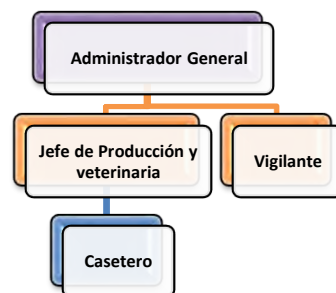 Administrador General
Jefe de Producción y
veterinaria
Vigilante
Casetero